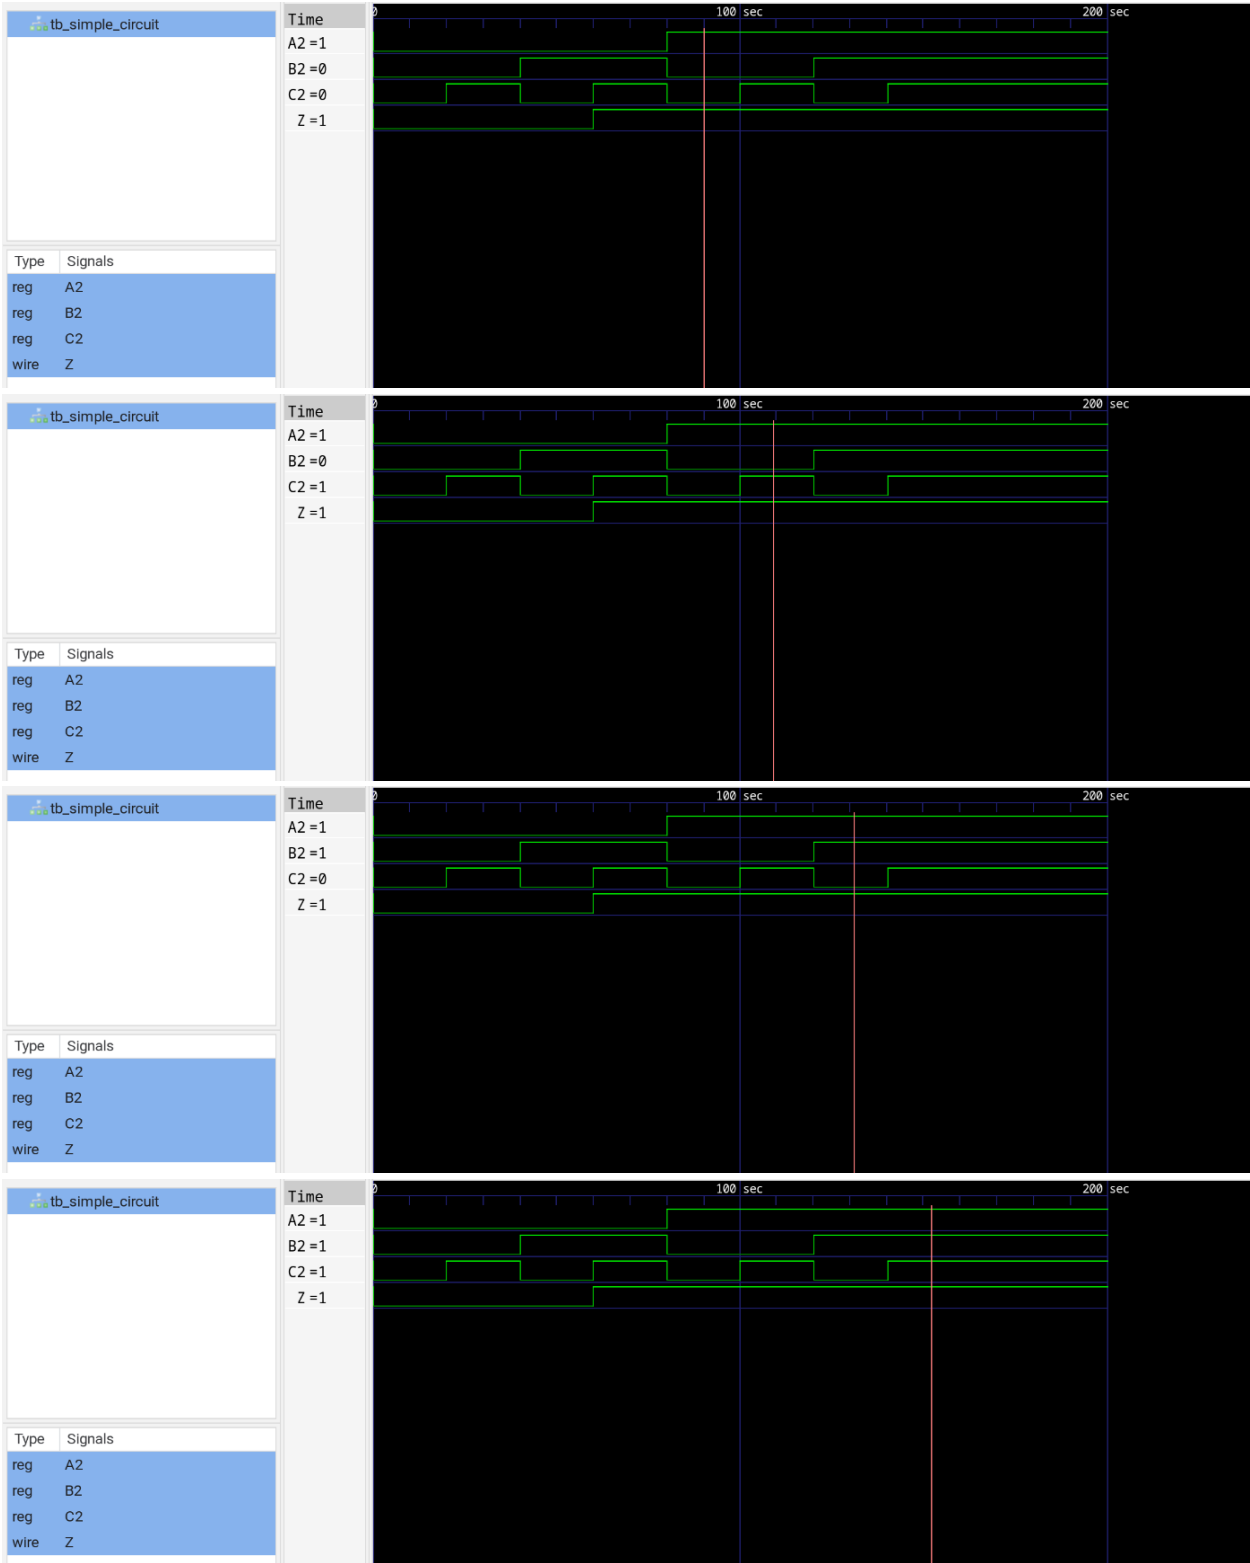 tb_simple_circuit
Time
0 100 sec 200 sec
A2 =1
B2 =0
C2 =0
Z =1
Type Signals
reg A2
reg B2
reg C2
wire Z
tb_simple_circuit
Time
0 100 sec 200 sec
A2 =1
B2 =0
C2 =1
Z =1
Type Signals
reg A2
reg B2
reg C2
wire Z
tb_simple_circuit
Time
0 100 sec 200 sec
A2 =1
B2 =1
C2 =0
Z =1
Type Signals
reg A2
reg B2
reg C2
wire Z
tb_simple_circuit
Time
0 100 sec 200 sec
A2 =1
B2 =1
C2 =1
Z =1
Type Signals
reg A2
reg B2
reg C2
wire Z